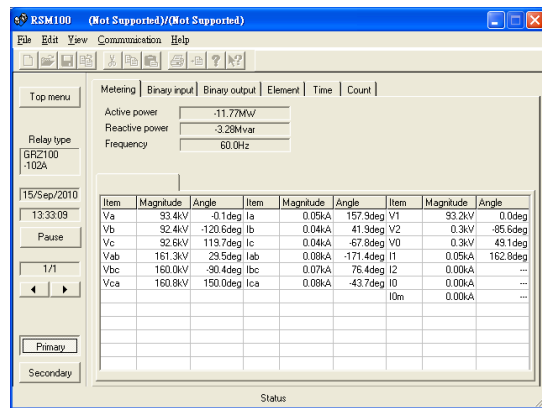 RSM100 (Not Supported)/(Not Supported)
File Edit View Communication Help
Top menu
Relay type
GRZ100
-102A
15/Sep/2010
13:33:09
Pause
1/1
Primary
Secondary
Metering Binary input Binary output Element Time Count
Active power -11.77MW
Reactive power -3.28Mvar
Frequency 60.0Hz
Item Magnitude Angle Item Magnitude Angle Item Magnitude Angle
Va 93.4kV -0.1deg Ia 0.05kA 157.9deg V1 93.2kV 0.0deg
Vb 92.4kV -120.6deg Ib 0.04kA 41.9deg V2 0.3kV -85.6deg
Vc 92.6kV 119.7deg Ic 0.04kA -67.8deg V0 0.3kV 49.1deg
Vab 161.3kV 29.5deg Iab 0.08kA -171.4deg I1 0.05kA 162.8deg
Vbc 160.0kV -90.4deg Ibc 0.07kA 76.4deg I2 0.00kA ---
Vca 160.8kV 150.0deg Ica 0.08kA -43.7deg I0 0.00kA ---
I0m 0.00kA ---
Status